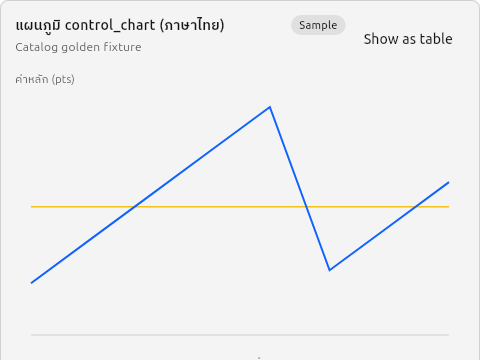 แผนภูมิ control_chart (ภาษาไทย)
Sample
Show as table
Catalog golden fixture
ค่าหลัก (pts)